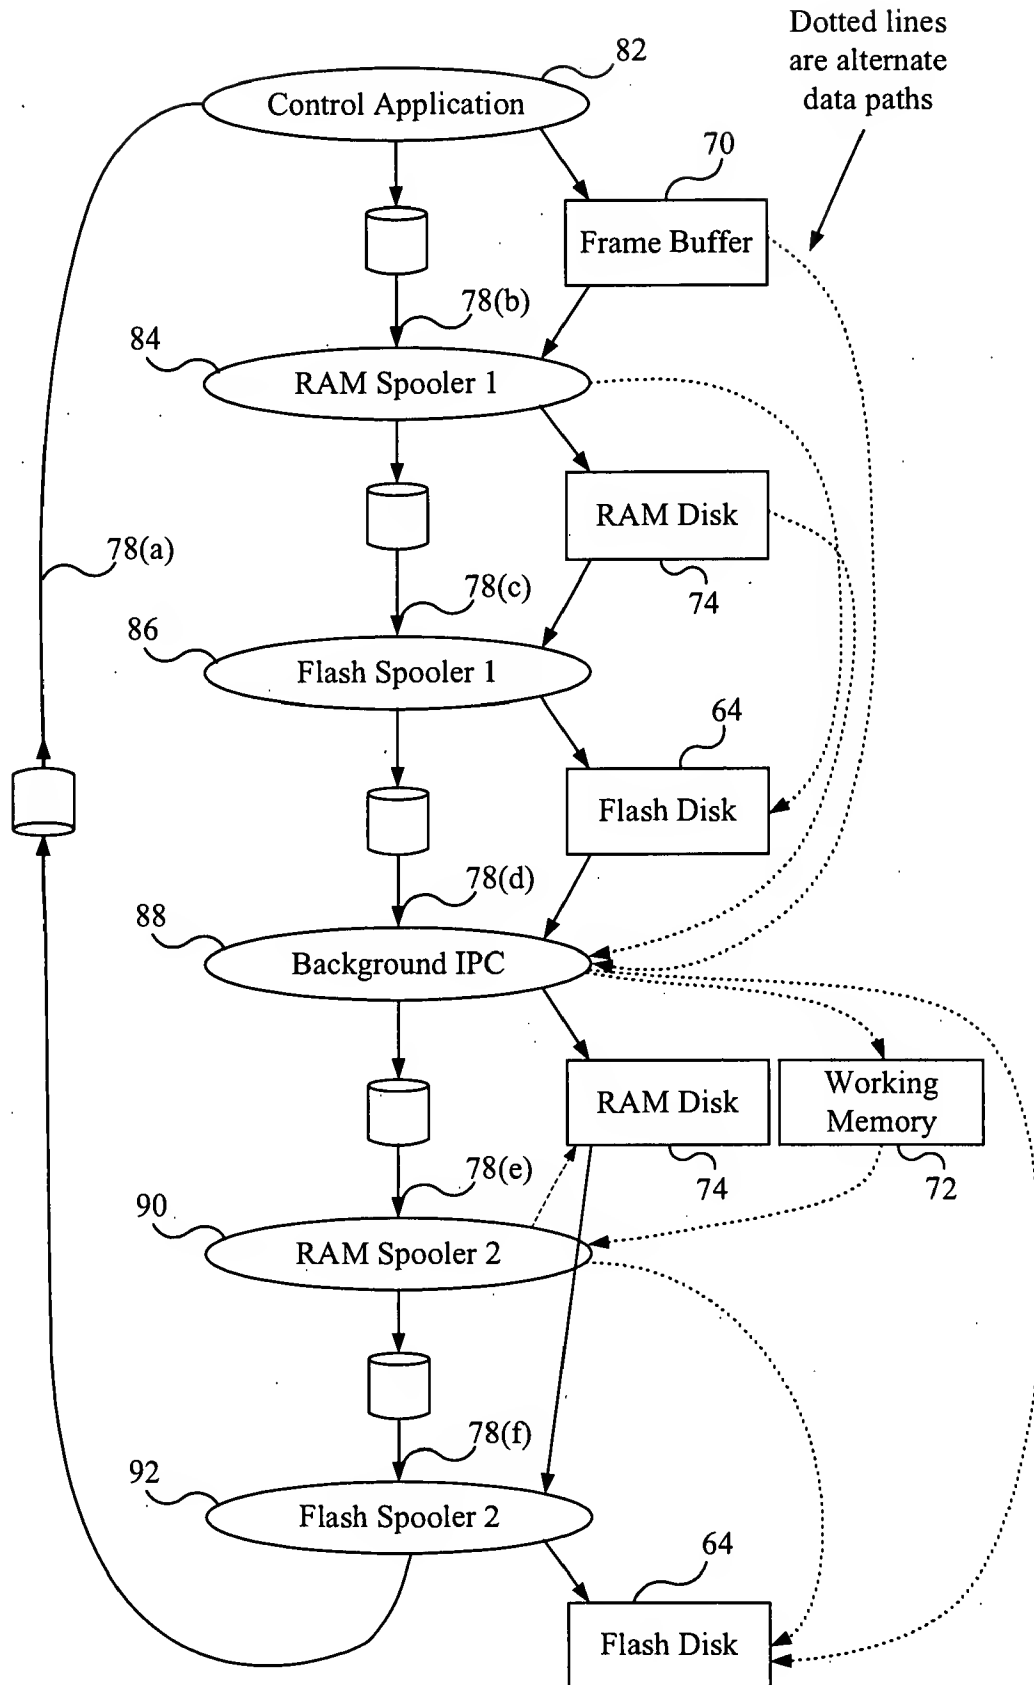 Dotted lines
are alternate
data paths
82
Control Application
70
Frame Buffer
78(b)
84
RAM Spooler 1
RAM Disk
78(a)
78(c)
74
86
Flash Spooler 1
64
Flash Disk
78(d)
88
Background IPC
RAM Disk
Working
Memory
78(e)
74
72
90
RAM Spooler 2
78(f)
92
Flash Spooler 2
64
Flash Disk